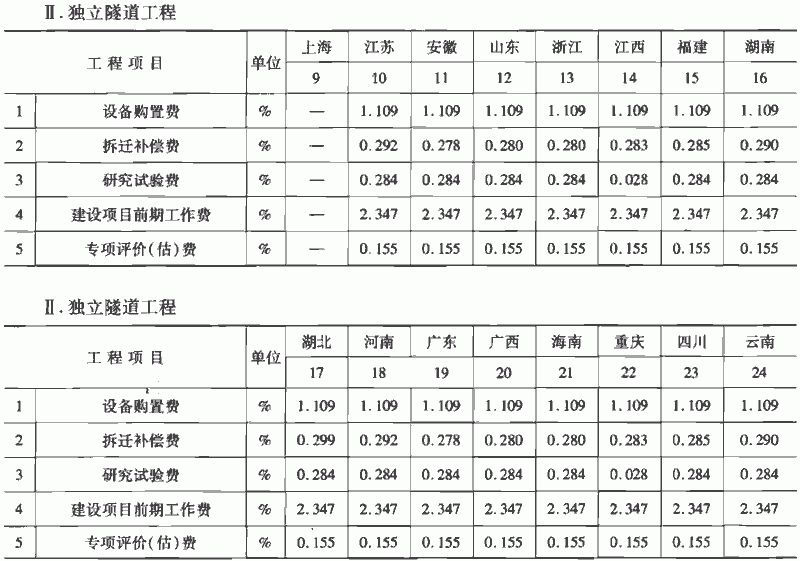 Ⅱ.独立隧道工程
工程项目 单位 上海 江苏 安徽 山东 浙江 江西 福建 湖南
9 10 11 12 13 14 15 16
1 设备购置费 % — 1.109 1.109 1.109 1.109 1.109 1.109 1.109
2 拆迁补偿费 % — 0.292 0.278 0.280 0.280 0.283 0.285 0.290
3 研究试验费 % — 0.284 0.284 0.284 0.284 0.028 0.284 0.284
4 建设项目前期工作费 % — 2.347 2.347 2.347 2.347 2.347 2.347 2.347
5 专项评价(估)费 % — 0.155 0.155 0.155 0.155 0.155 0.155 0.155
Ⅱ.独立隧道工程
工程项目 单位 湖北 河南 广东 广西 海南 重庆 四川 云南
17 18 19 20 21 22 23 24
1 设备购置费 % 1.109 1.109 1.109 1.109 1.109 1.109 1.109 1.109
2 拆迁补偿费 % 0.299 0.292 0.278 0.280 0.280 0.283 0.285 0.290
3 研究试验费 % 0.284 0.284 0.284 0.284 0.284 0.028 0.284 0.284
4 建设项目前期工作费 % 2.347 2.347 2.347 2.347 2.347 2.347 2.347 2.347
5 专项评价(估)费 % 0.155 0.155 0.155 0.155 0.155 0.155 0.155 0.155